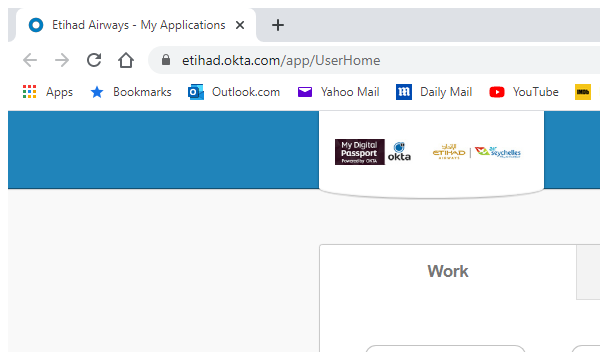 Etihad Airways - My Applications
etihad.okta.com/app/UserHome
Apps Bookmarks Outlook.com Yahoo Mail Daily Mail YouTube IMDb
My Digital
Passport
Powered by OKTA
okta
الإتحاد
ETIHAD
AIRWAYS
air
seychelles
Work